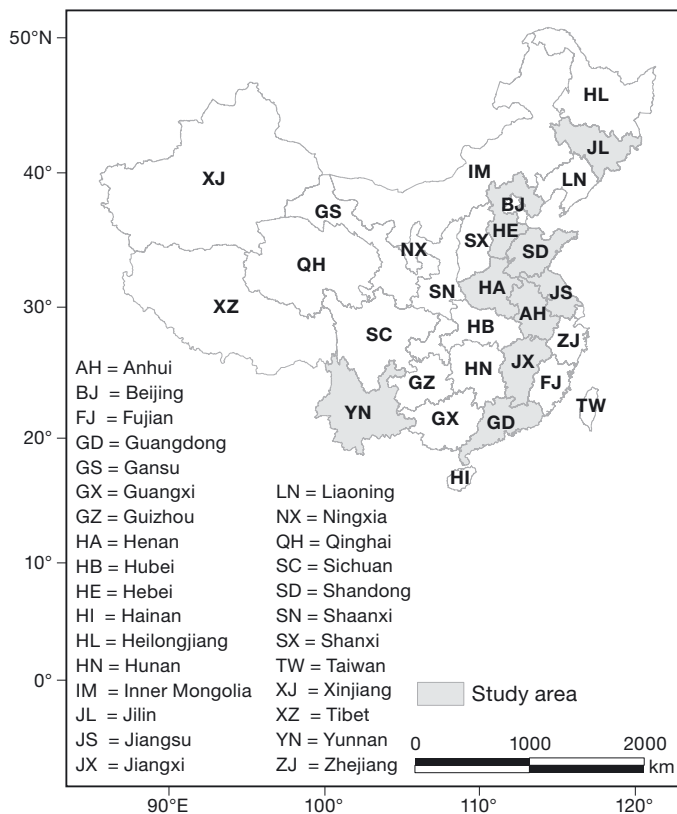 50°N
40°
30°
20°
10°
0°
90°E
100°
110°
120°
HL
JL
LN
IM
XJ
GS
BJ
HE
SX
NX
SD
QH
SN
HA
JS
XZ
AH
HB
SC
ZJ
JX
HN
GZ
FJ
YN
GX
GD
TW
HI
AH = Anhui
BJ = Beijing
FJ = Fujian
GD = Guangdong
GS = Gansu
GX = Guangxi
GZ = Guizhou
HA = Henan
HB = Hubei
HE = Hebei
HI = Hainan
HL = Heilongjiang
HN = Hunan
IM = Inner Mongolia
JL = Jilin
JS = Jiangsu
JX = Jiangxi
LN = Liaoning
NX = Ningxia
QH = Qinghai
SC = Sichuan
SD = Shandong
SN = Shaanxi
SX = Shanxi
TW = Taiwan
XJ = Xinjiang
XZ = Tibet
YN = Yunnan
ZJ = Zhejiang
Study area
0 1000 2000
km